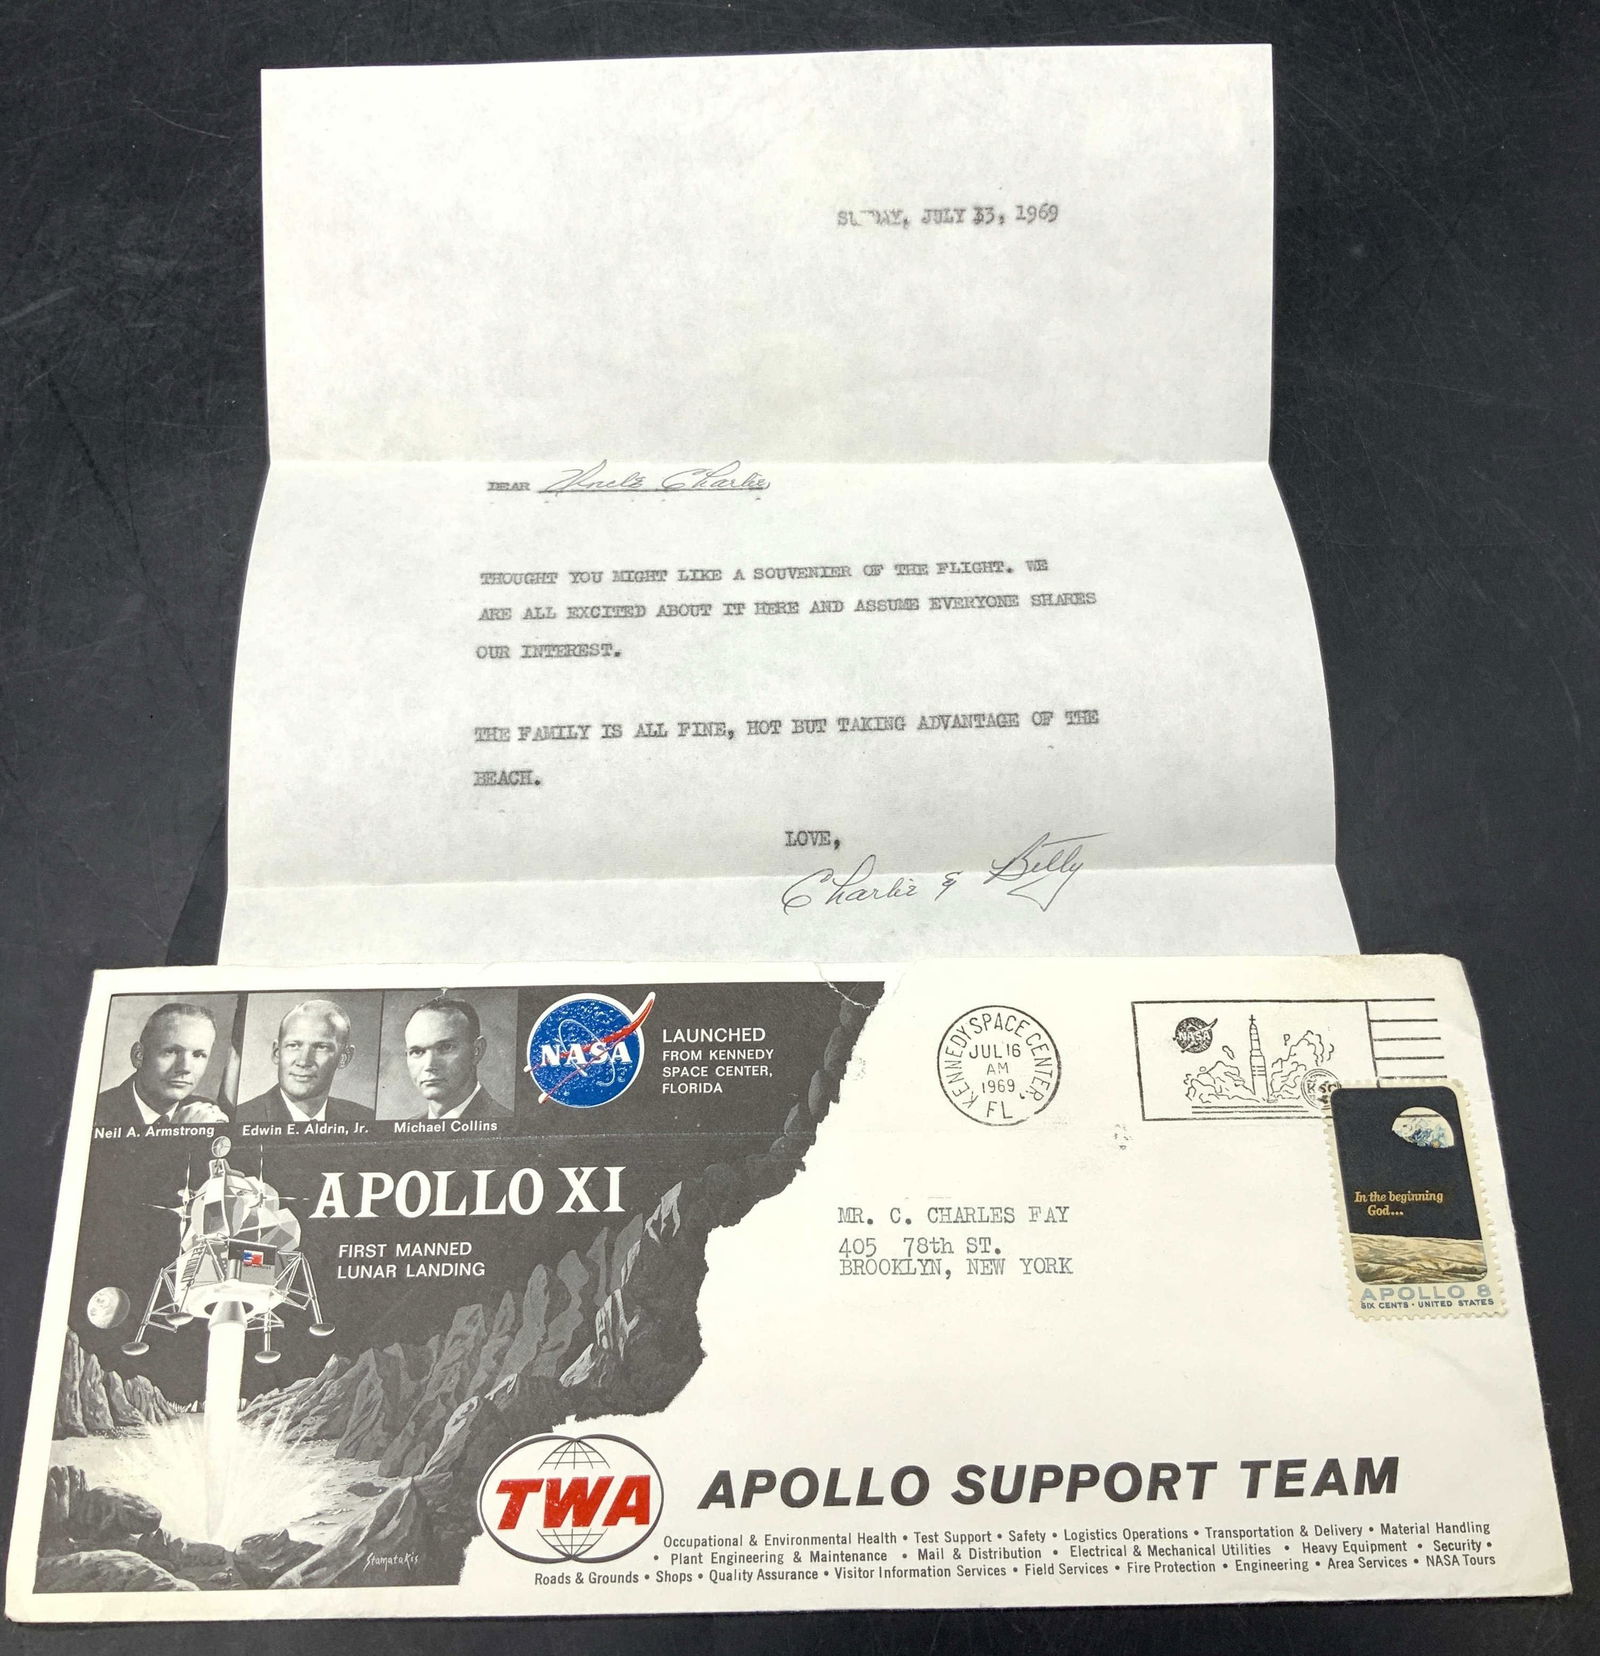 SUNDAY, JULY 13, 1969
DEAR Uncle Charlie,
THOUGHT YOU MIGHT LIKE A SOUVENIER OF THE FLIGHT. WE
ARE ALL EXCITED ABOUT IT HERE AND ASSUME EVERYONE SHARES
OUR INTEREST.
THE FAMILY IS ALL FINE, HOT BUT TAKING ADVANTAGE OF THE
BEACH.
LOVE,
Charlie & Betty
Neil A. Armstrong
Edwin E. Aldrin, Jr.
Michael Collins
NASA
LAUNCHED
FROM KENNEDY
SPACE CENTER,
FLORIDA
APOLLO XI
FIRST MANNED
LUNAR LANDING
Stamatakis
KENNEDY SPACE CENTER,
JUL 16
AM
1969
FL
NASA
KSC
In the beginning
God...
APOLLO 8
SIX CENTS · UNITED STATES
MR. C. CHARLES FAY
405 78th ST.
BROOKLYN, NEW YORK
TWA
APOLLO SUPPORT TEAM
Occupational & Environmental Health • Test Support • Safety • Logistics Operations • Transportation & Delivery • Material Handling
• Plant Engineering & Maintenance • Mail & Distribution • Electrical & Mechanical Utilities • Heavy Equipment • Security •
Roads & Grounds • Shops • Quality Assurance • Visitor Information Services • Field Services • Fire Protection • Engineering • Area Services • NASA Tours